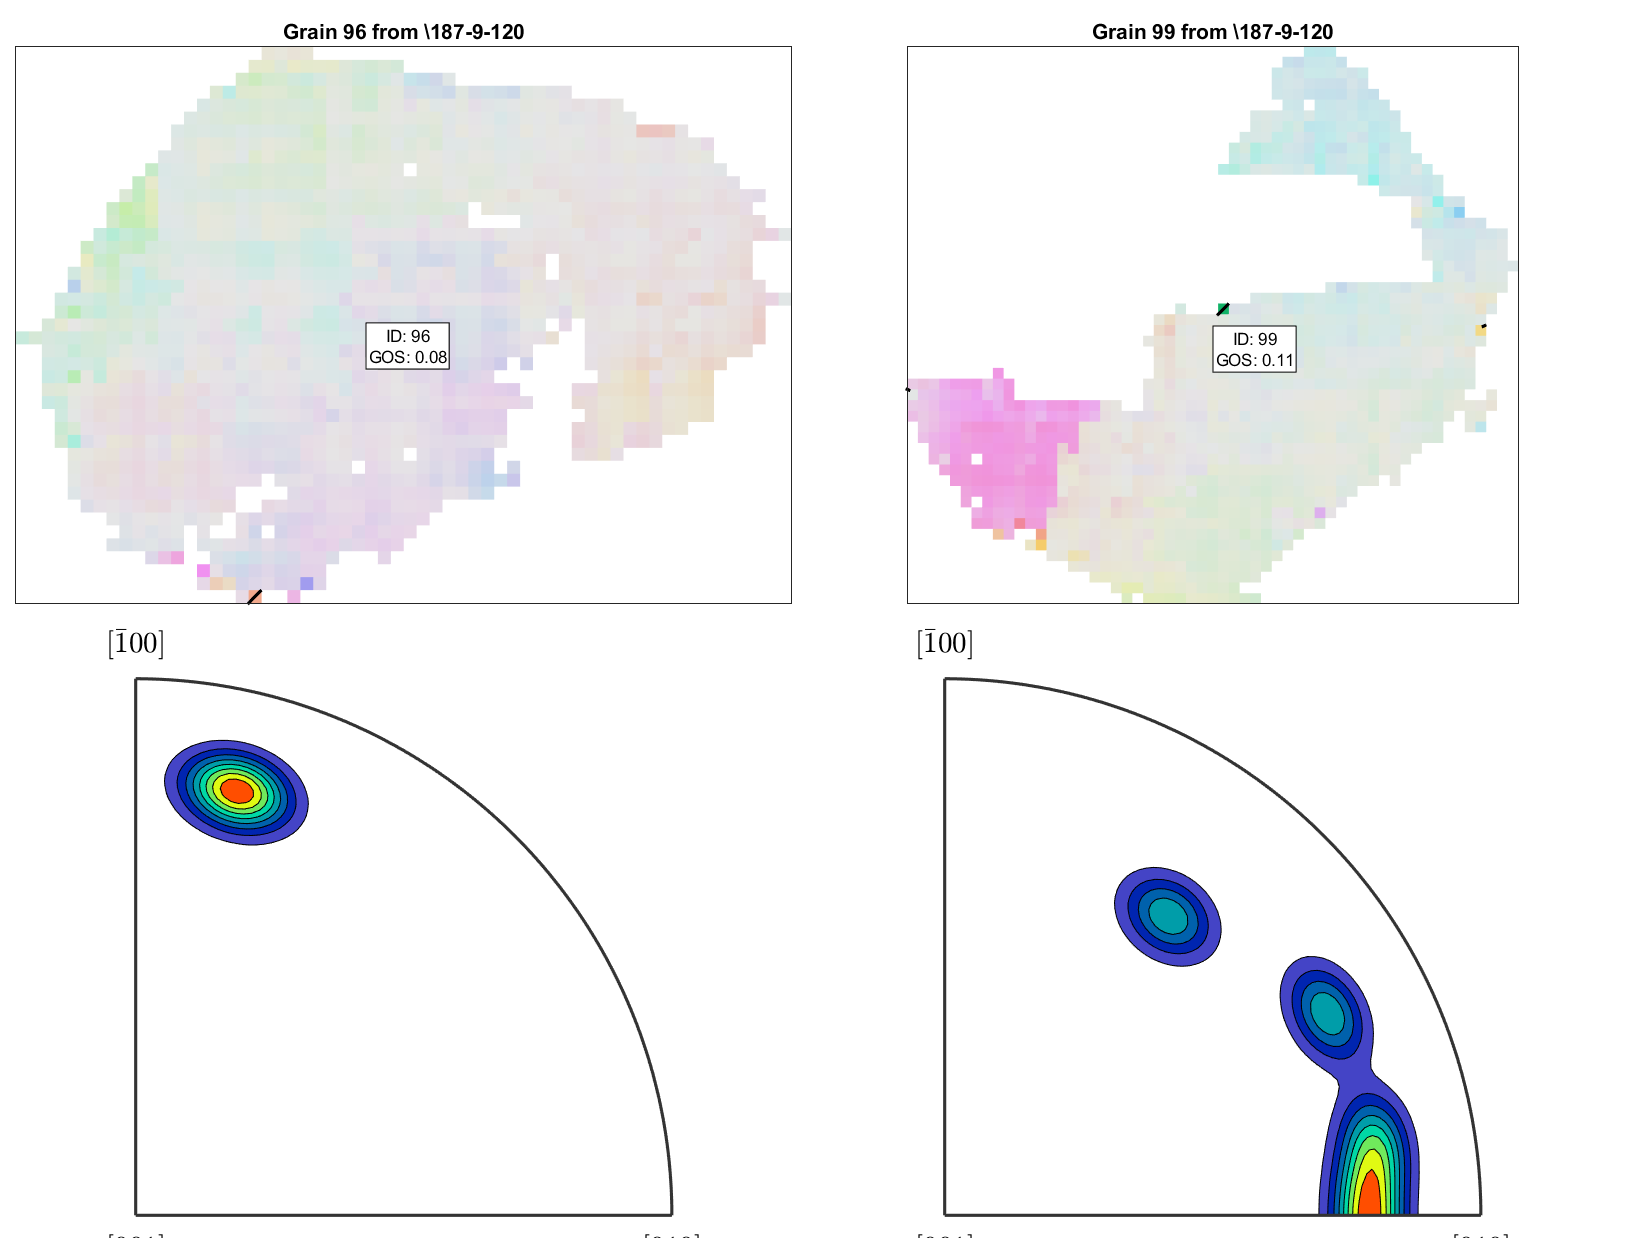 Grain 96 from \187-9-120
Grain 99 from \187-9-120
ID: 96
GOS: 0.08
ID: 99
GOS: 0.11
[1̄00]
[1̄00]